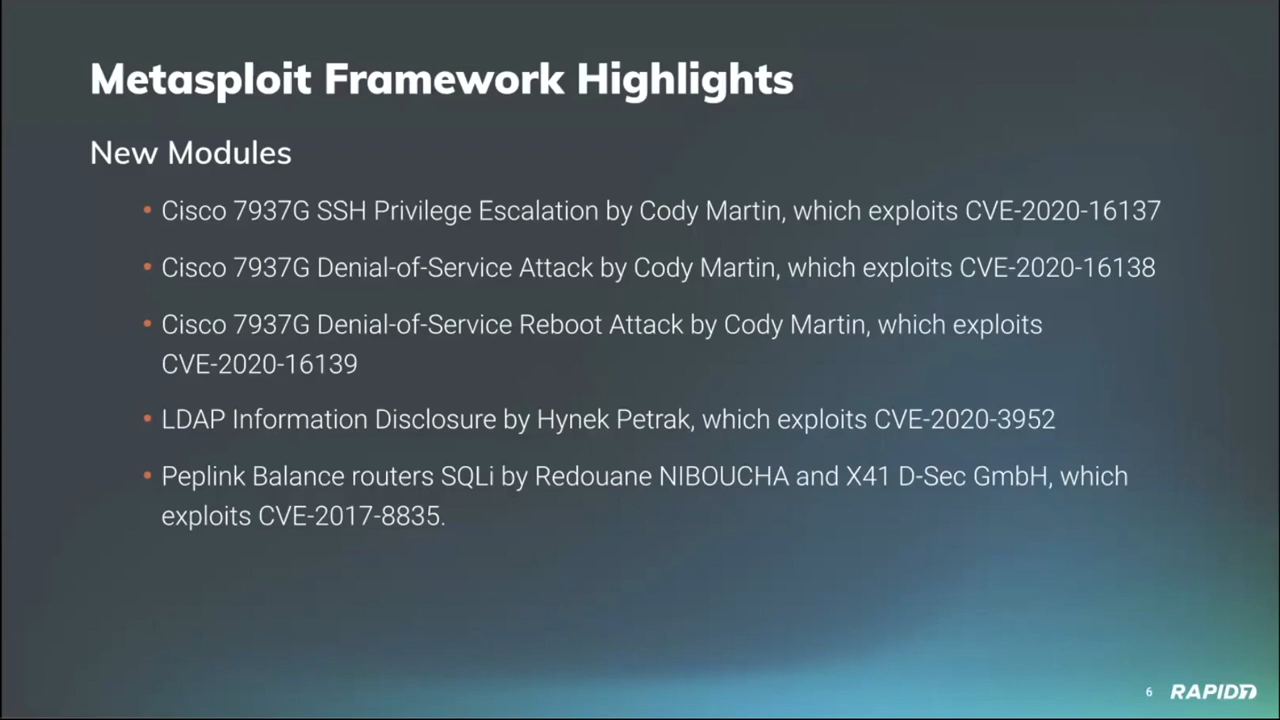 Metasploit Framework Highlights
New Modules
• Cisco 7937G SSH Privilege Escalation by Cody Martin, which exploits CVE-2020-16137
• Cisco 7937G Denial-of-Service Attack by Cody Martin, which exploits CVE-2020-16138
• Cisco 7937G Denial-of-Service Reboot Attack by Cody Martin, which exploits
CVE-2020-16139
• LDAP Information Disclosure by Hynek Petrak, which exploits CVE-2020-3952
• Peplink Balance routers SQLi by Redouane NIBOUCHA and X41 D-Sec GmbH, which
exploits CVE-2017-8835.
6 RAPID7